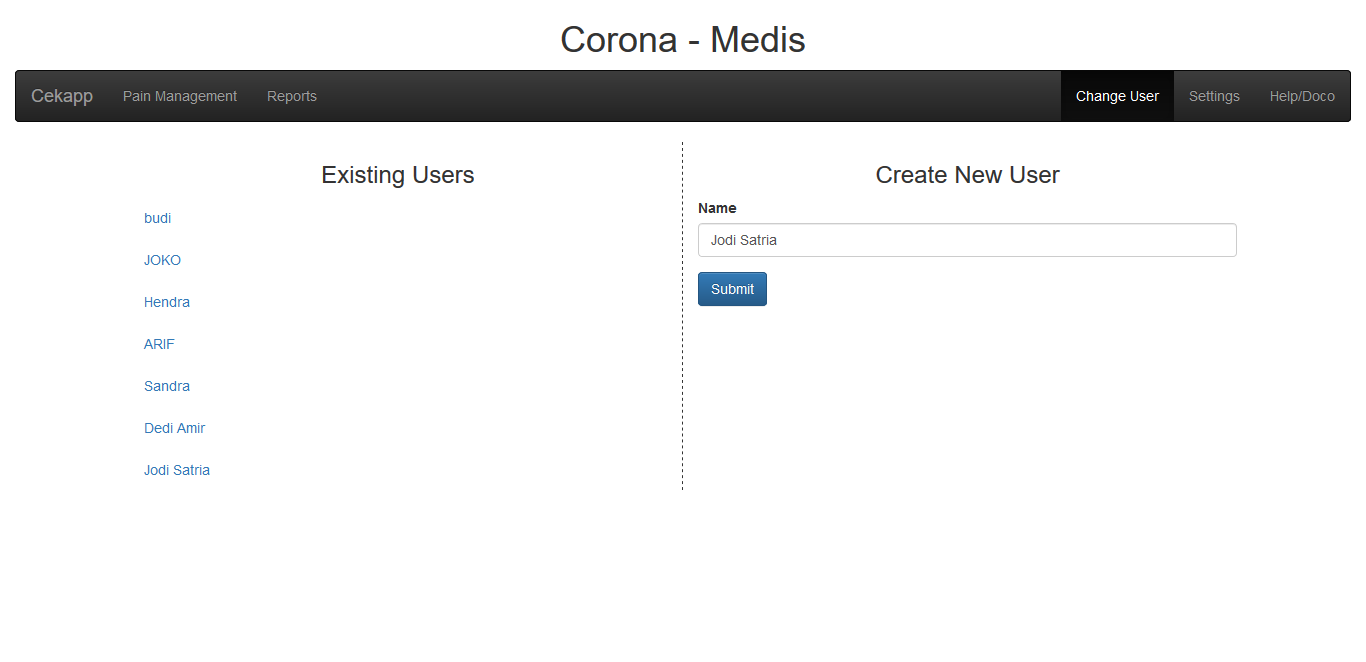 Corona - Medis
Cekapp Pain Management Reports Change User Settings Help/Doco
Existing Users
budi
JOKO
Hendra
ARIF
Sandra
Dedi Amir
Jodi Satria
Create New User
Name
Jodi Satria
Submit